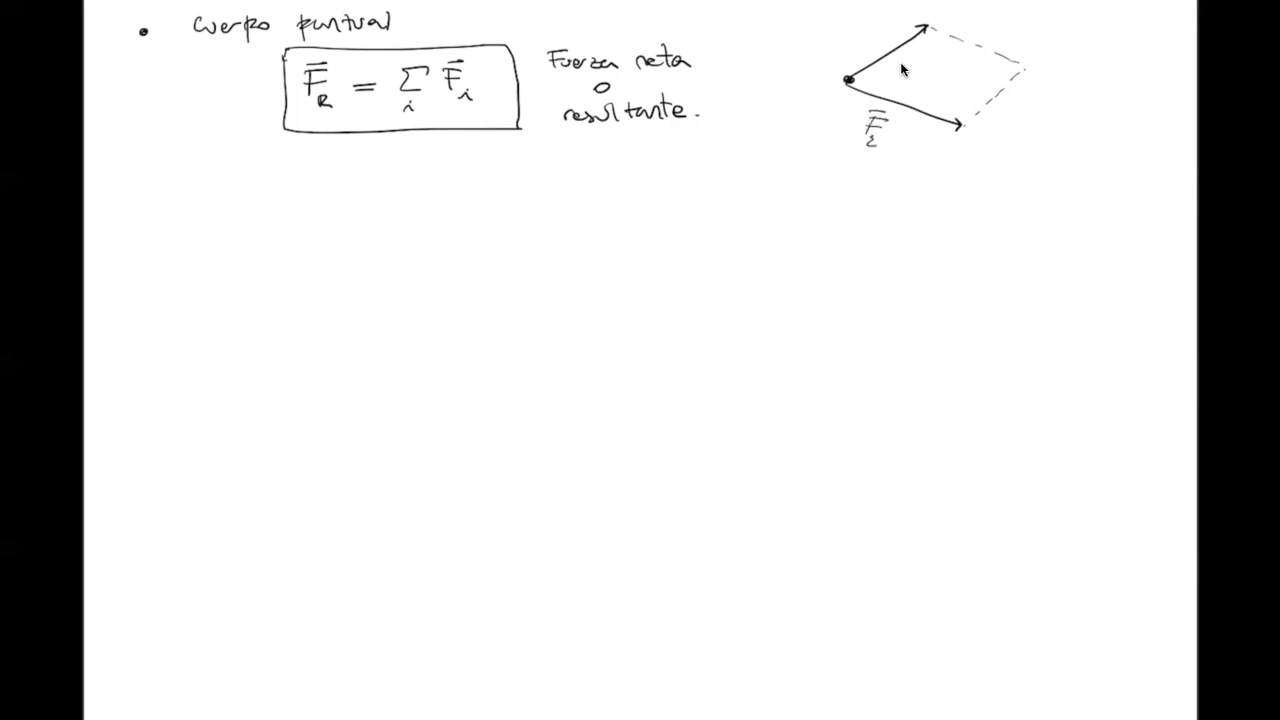 • Cuerpo puntual
F⃗_R = Σ_i F⃗_i
Fuerza neta
o
resultante.
F⃗_2